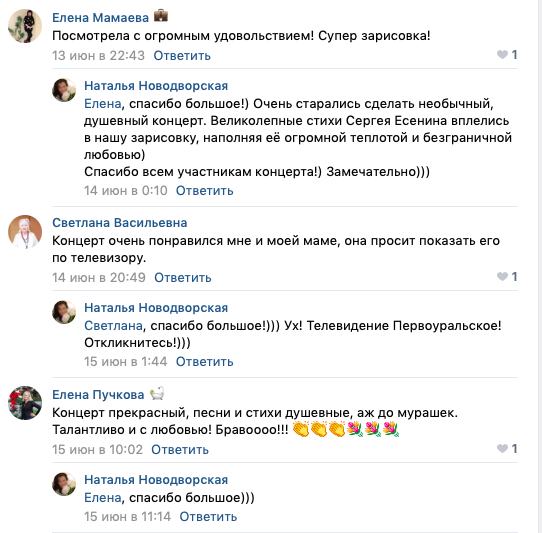 Елена Мамаева
Посмотрела с огромным удовольствием! Супер зарисовка!
13 июн в 22:43 Ответить 1
Наталья Новодворская
Елена, спасибо большое!) Очень старались сделать необычный,
душевный концерт. Великолепные стихи Сергея Есенина вплелись
в нашу зарисовку, наполняя её огромной теплотой и безграничной
любовью)
Спасибо всем участникам концерта!) Замечательно)))
14 июн в 0:10 Ответить
Светлана Васильевна
Концерт очень понравился мне и моей маме, она просит показать его
по телевизору.
14 июн в 20:49 Ответить 1
Наталья Новодворская
Светлана, спасибо большое!))) Ух! Телевидение Первоуральское!
Откликнитесь!)))
15 июн в 1:44 Ответить
Елена Пучкова
Концерт прекрасный, песни и стихи душевные, аж до мурашек.
Талантливо и с любовью! Бравоооо!!! 👏👏👏💐💐💐
15 июн в 10:02 Ответить 1
Наталья Новодворская
Елена, спасибо большое)))
15 июн в 11:14 Ответить